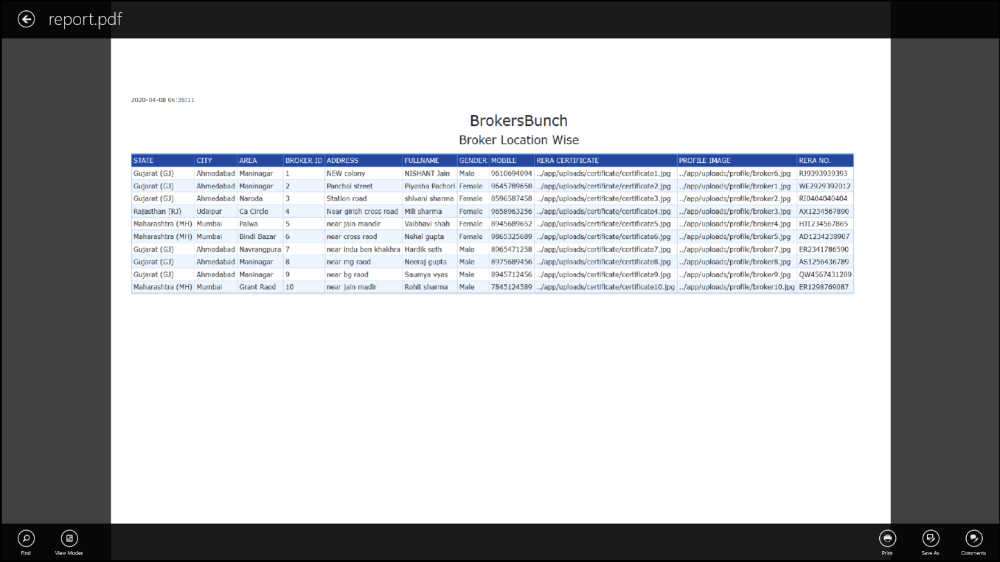 report.pdf
2020-04-08 06:35:11
BrokersBunch
Broker Location Wise
STATE CITY AREA BROKER ID ADDRESS FULLNAME GENDER MOBILE RERA CERTIFICATE PROFILE IMAGE RERA NO.
Gujarat (GJ) Ahmedabad Maninagar 1 NEW colony NISHANT Jain Male 9610694094 ../app/uploads/certificate/certificate1.jpg ../app/uploads/profile/broker6.jpg RJ9393939393
Gujarat (GJ) Ahmedabad Maninagar 2 Panchal street Piyasha Pachori Female 9645789658 ../app/uploads/certificate/certificate2.jpg ../app/uploads/profile/broker1.jpg WE2929392012
Gujarat (GJ) Ahmedabad Naroda 3 Station road shivani sharma Female 8596587458 ../app/uploads/certificate/certificate3.jpg ../app/uploads/profile/broker2.jpg RI0404040404
Rajasthan (RJ) Udaipur Ca Circle 4 Near girish cross road Mili sharma Female 9658963256 ../app/uploads/certificate/certificate4.jpg ../app/uploads/profile/broker3.jpg AX1234567890
Maharashtra (MH) Mumbai Palwa 5 near jain mandir Vaibhavi shah Female 8945689652 ../app/uploads/certificate/certificate5.jpg ../app/uploads/profile/broker4.jpg HJ1234567865
Maharashtra (MH) Mumbai Bindi Bazar 6 near cross raod Nehal gupta Female 9865325689 ../app/uploads/certificate/certificate6.jpg ../app/uploads/profile/broker5.jpg AD1234238907
Gujarat (GJ) Ahmedabad Navrangpura 7 near indu ben khakhra Hardik seth Male 8965471258 ../app/uploads/certificate/certificate7.jpg ../app/uploads/profile/broker7.jpg ER2341786590
Gujarat (GJ) Ahmedabad Maninagar 8 near mg raod Neeraj gupta Male 8975689456 ../app/uploads/certificate/certificate8.jpg ../app/uploads/profile/broker8.jpg AS1256436789
Gujarat (GJ) Ahmedabad Maninagar 9 near bg raod Saumya vyas Male 8945712456 ../app/uploads/certificate/certificate9.jpg ../app/uploads/profile/broker9.jpg QW4567431289
Maharashtra (MH) Mumbai Grant Raod 10 near jain madir Rohit sharma Male 7845124589 ../app/uploads/certificate/certificate10.jpg ../app/uploads/profile/broker10.jpg ER1298769087
Find View Modes Print Save As Comments